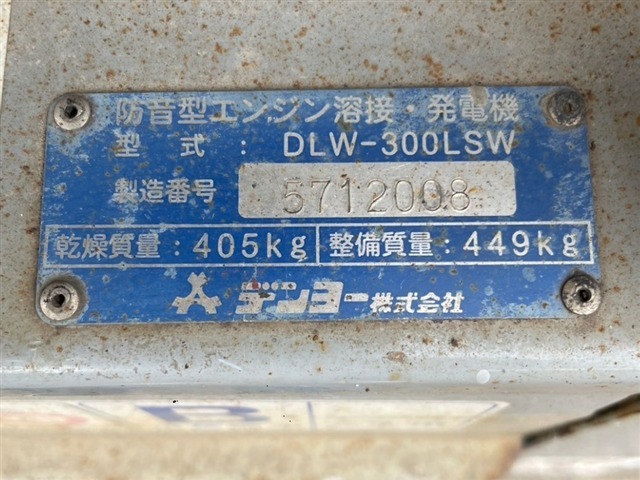 防音型エンジン溶接・発電機
型式：DLW-300LSW
製造番号 5712008
乾燥質量：405kg 整備質量：449kg
デンヨー株式会社